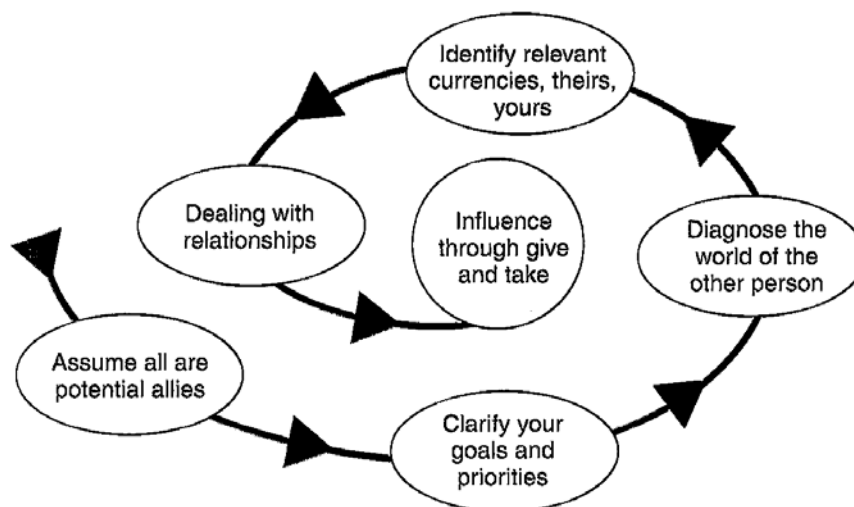 Identify relevant
currencies, theirs,
yours
Dealing with
relationships
Influence
through give
and take
Diagnose the
world of the
other person
Assume all are
potential allies
Clarify your
goals and
priorities